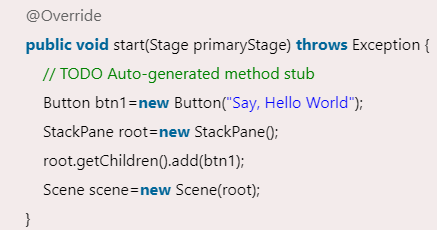 @Override
public void start(Stage primaryStage) throws Exception {
// TODO Auto-generated method stub
Button btn1=new Button("Say, Hello World");
StackPane root=new StackPane();
root.getChildren().add(btn1);
Scene scene=new Scene(root);
}